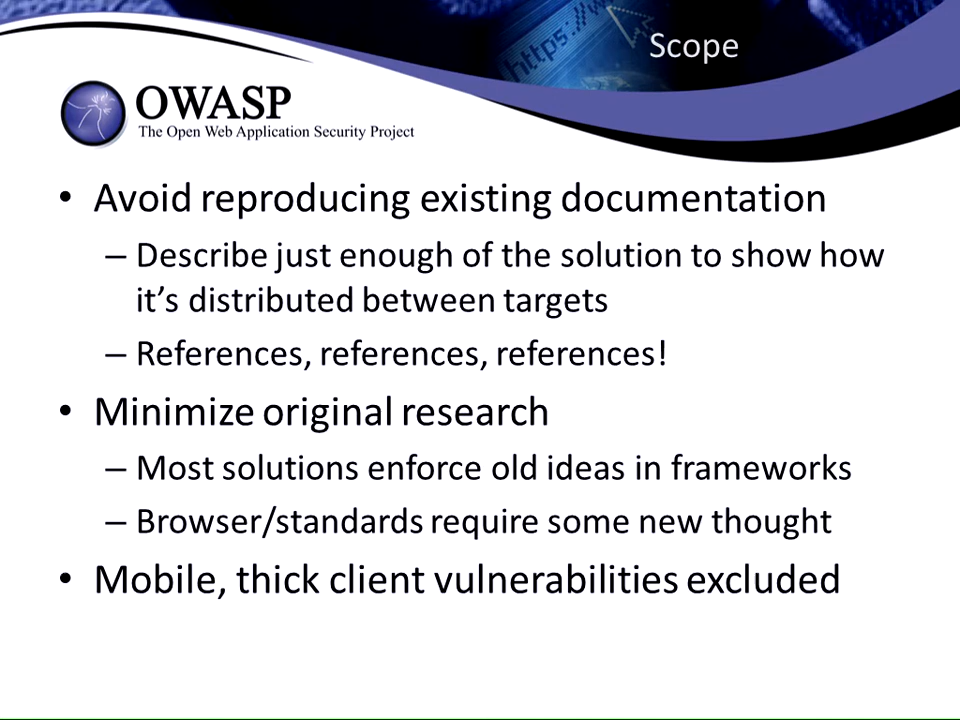 https://w
Scope
OWASP
The Open Web Application Security Project
• Avoid reproducing existing documentation
– Describe just enough of the solution to show how
it’s distributed between targets
– References, references, references!
• Minimize original research
– Most solutions enforce old ideas in frameworks
– Browser/standards require some new thought
• Mobile, thick client vulnerabilities excluded